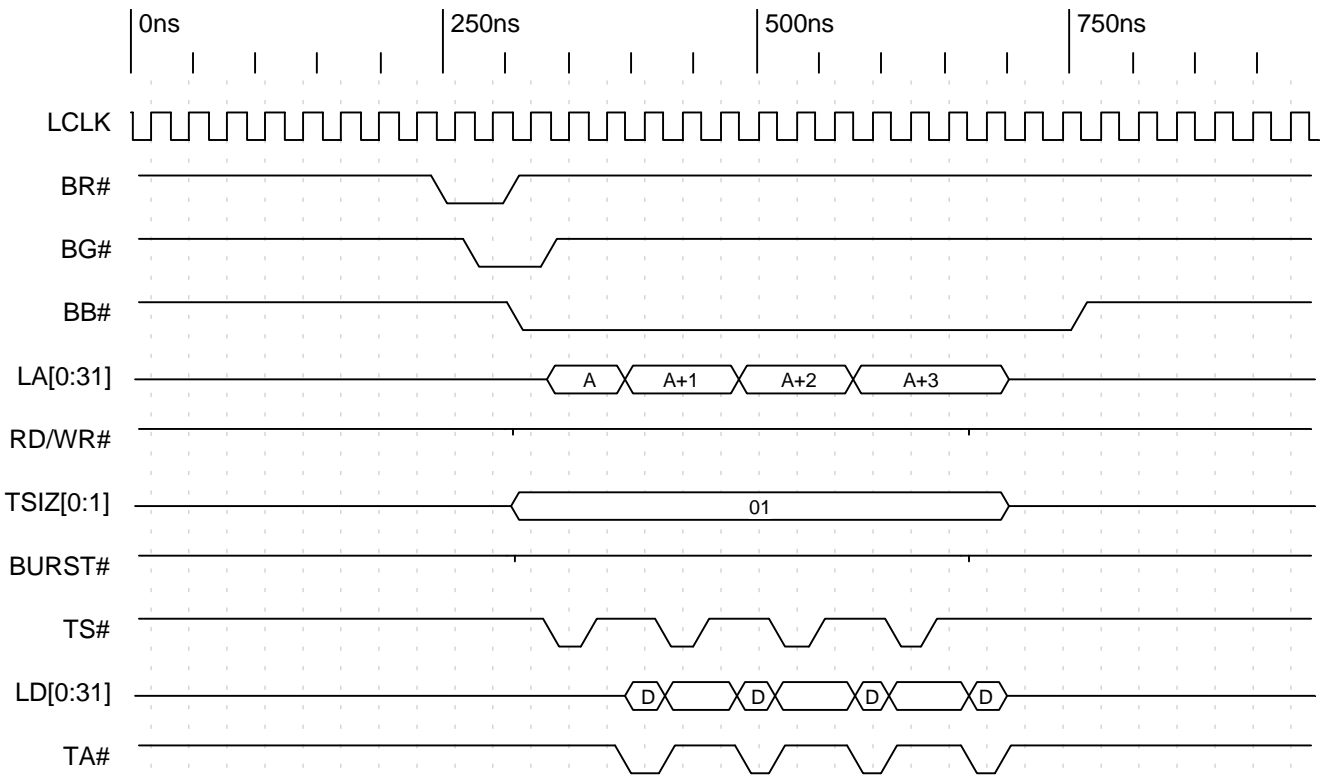 0ns 250ns 500ns 750ns
LCLK
BR#
BG#
BB#
LA[0:31] A A+1 A+2 A+3
RD/WR#
TSIZ[0:1] 01
BURST#
TS#
LD[0:31] D D D D
TA#